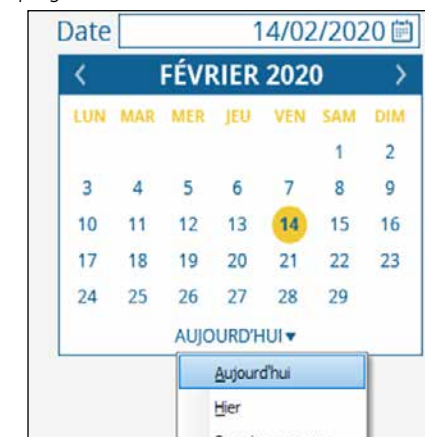 Date 14/02/2020
FÉVRIER 2020
LUN MAR MER JEU VEN SAM DIM
1 2
3 4 5 6 7 8 9
10 11 12 13 14 15 16
17 18 19 20 21 22 23
24 25 26 27 28 29
AUJOURD'HUI
Aujourd'hui
Hier